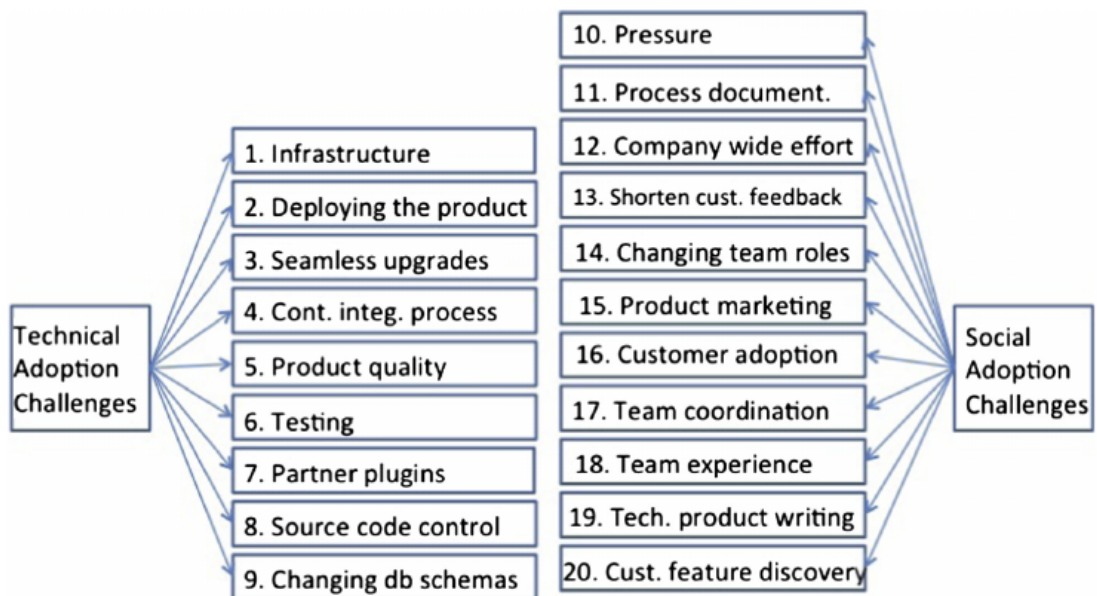 Technical
Adoption
Challenges
1. Infrastructure
2. Deploying the product
3. Seamless upgrades
4. Cont. integ. process
5. Product quality
6. Testing
7. Partner plugins
8. Source code control
9. Changing db schemas
10. Pressure
11. Process document.
12. Company wide effort
13. Shorten cust. feedback
14. Changing team roles
15. Product marketing
16. Customer adoption
17. Team coordination
18. Team experience
19. Tech. product writing
20. Cust. feature discovery
Social
Adoption
Challenges